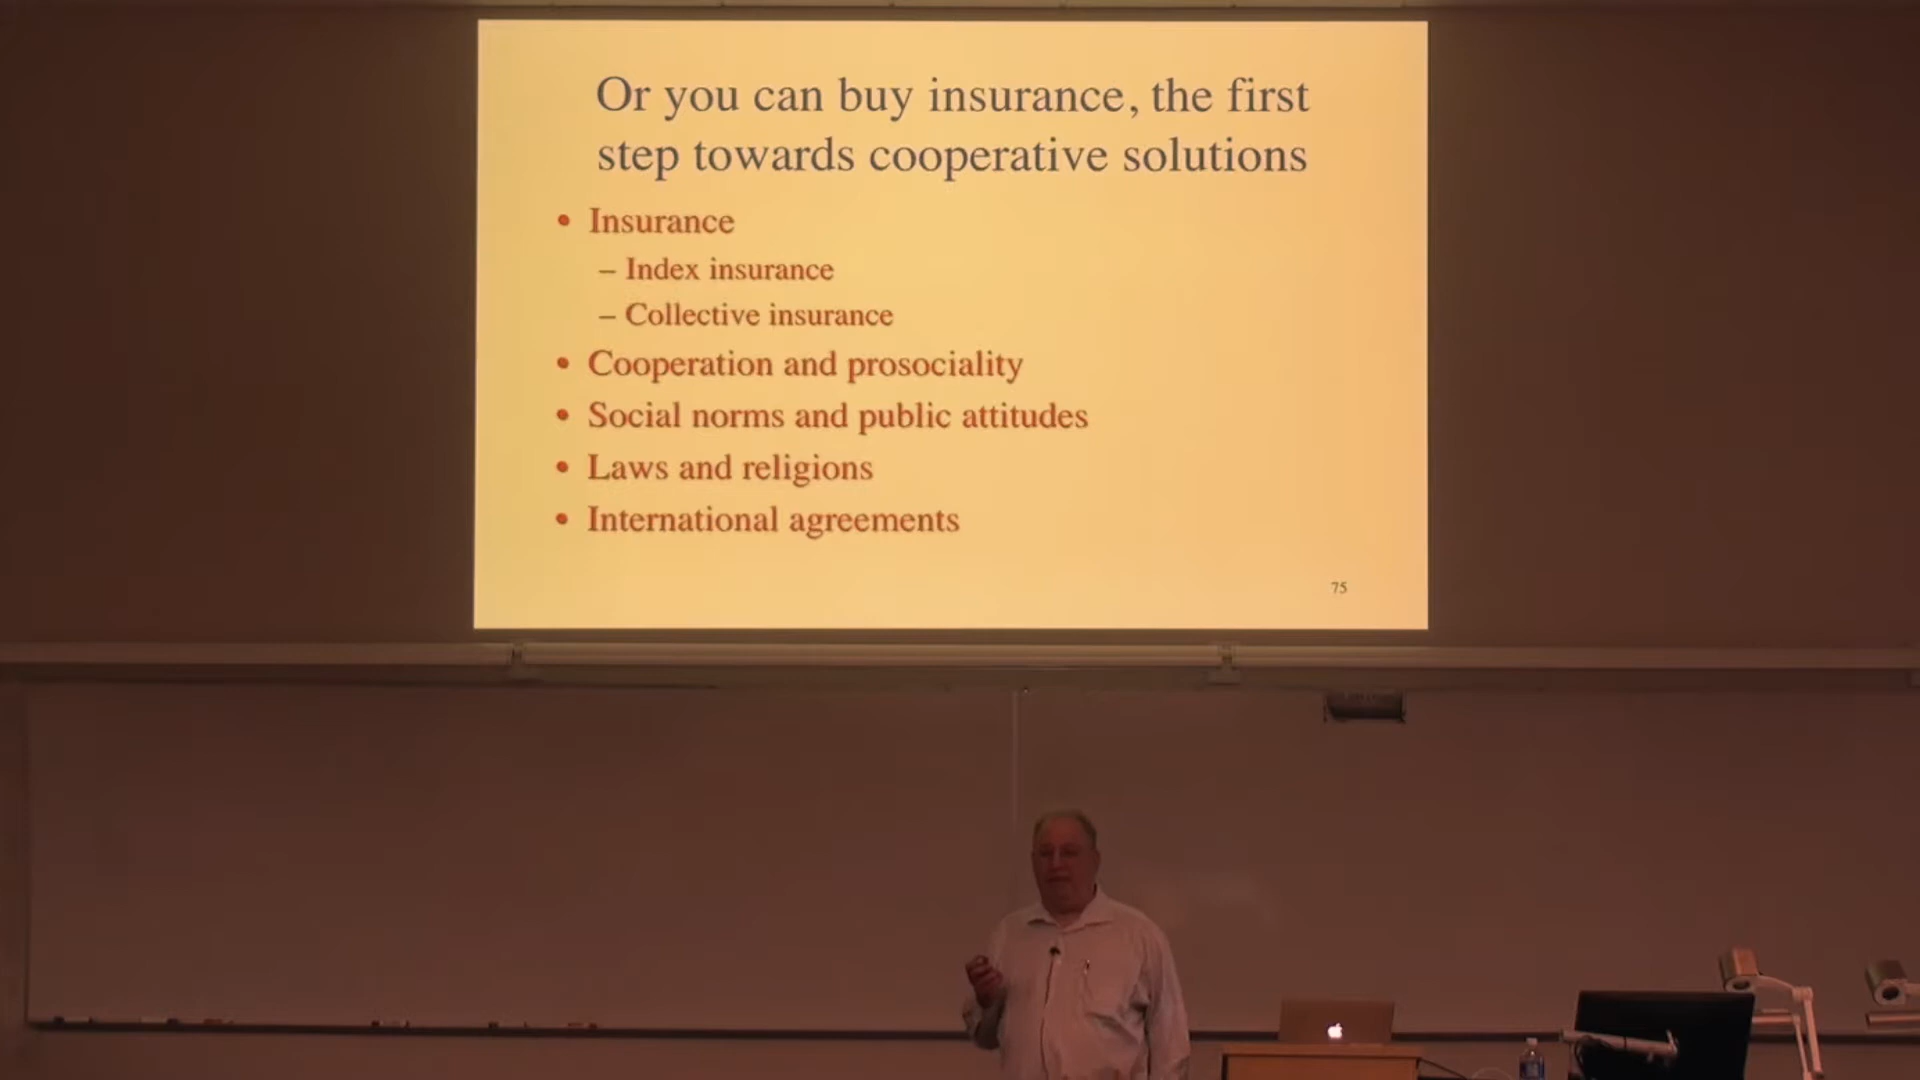 Or you can buy insurance, the first
step towards cooperative solutions
• Insurance
– Index insurance
– Collective insurance
• Cooperation and prosociality
• Social norms and public attitudes
• Laws and religions
• International agreements
75